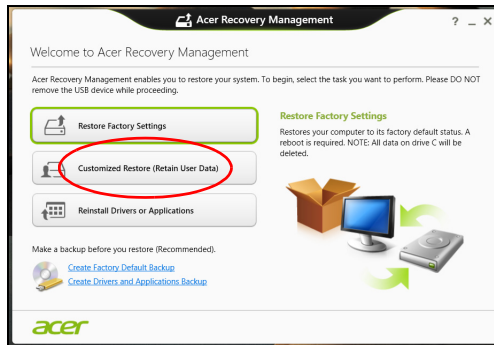 Acer Recovery Management
Welcome to Acer Recovery Management
Acer Recovery Management enables you to restore your system. To begin, select the task you want to perform. Please DO NOT
remove the USB device while proceeding.
Restore Factory Settings
Customized Restore (Retain User Data)
Reinstall Drivers or Applications
Restore Factory Settings
Restores your computer to its factory default status. A
reboot is required. NOTE: All data on drive C will be
deleted.
Make a backup before you restore (Recommended).
Create Factory Default Backup
Create Drivers and Applications Backup
acer